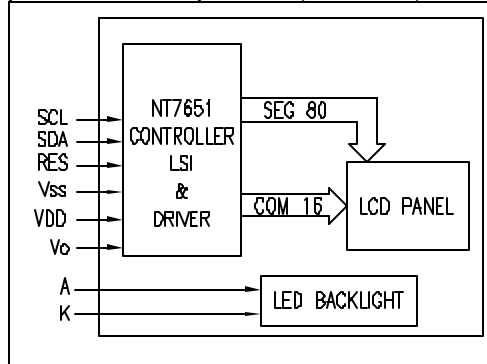 SCL
SDA
RES
Vss
VDD
Vo
A
K
NT7651
CONTROLLER
LSI
&
DRIVER
SEG 80
COM 16
LCD PANEL
LED BACKLIGHT